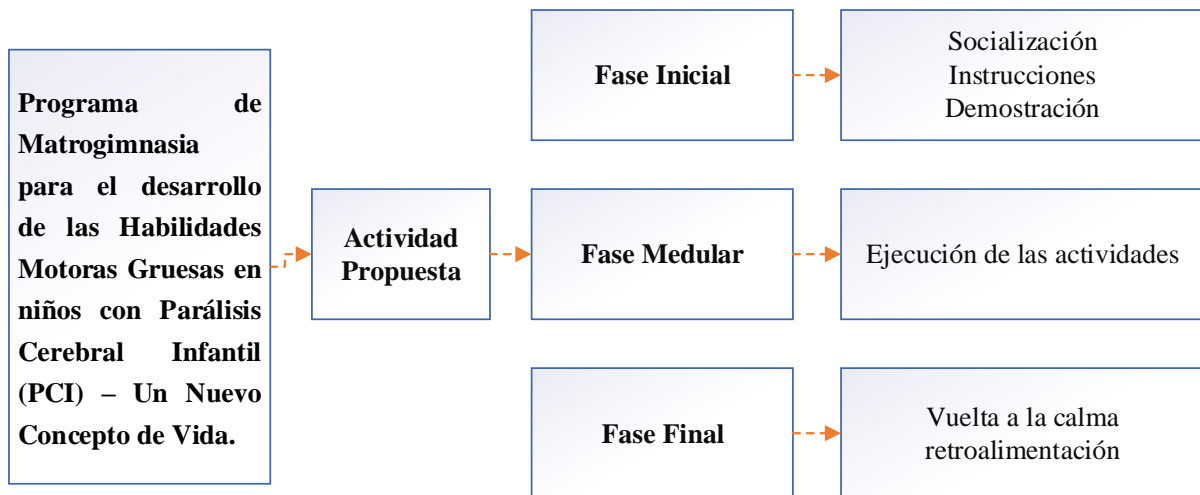 Programa de
Matrogimnasia
para el desarrollo
de las Habilidades
Motoras Gruesas en
niños con Parálisis
Cerebral Infantil
(PCI) – Un Nuevo
Concepto de Vida.
Actividad
Propuesta
Fase Inicial
Socialización
Instrucciones
Demostración
Fase Medular
Ejecución de las actividades
Fase Final
Vuelta a la calma
retroalimentación